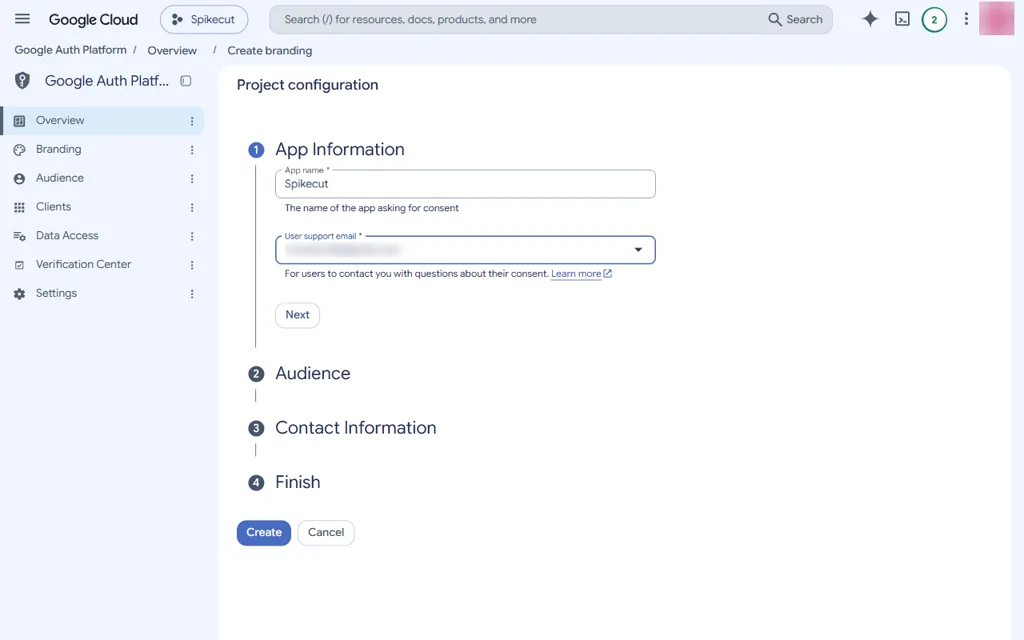 Google Cloud
Spikecut
Search (/) for resources, docs, products, and more
Search
2
Google Auth Platform / Overview / Create branding
Google Auth Platf...
Overview
Branding
Audience
Clients
Data Access
Verification Center
Settings
Project configuration
1 App Information
App name *
Spikecut
The name of the app asking for consent
User support email *
For users to contact you with questions about their consent. Learn more
Next
2 Audience
3 Contact Information
4 Finish
Create Cancel